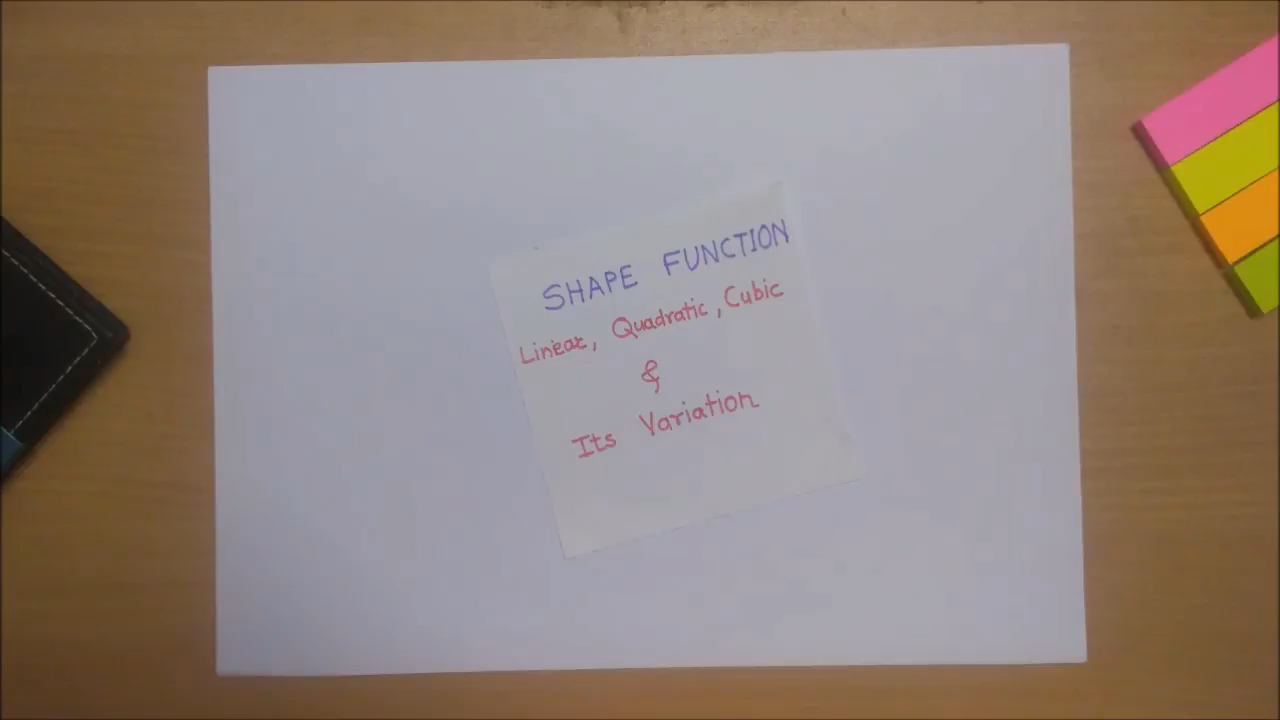 SHAPE FUNCTION
Linear, Quadratic, Cubic
&
Its Variation